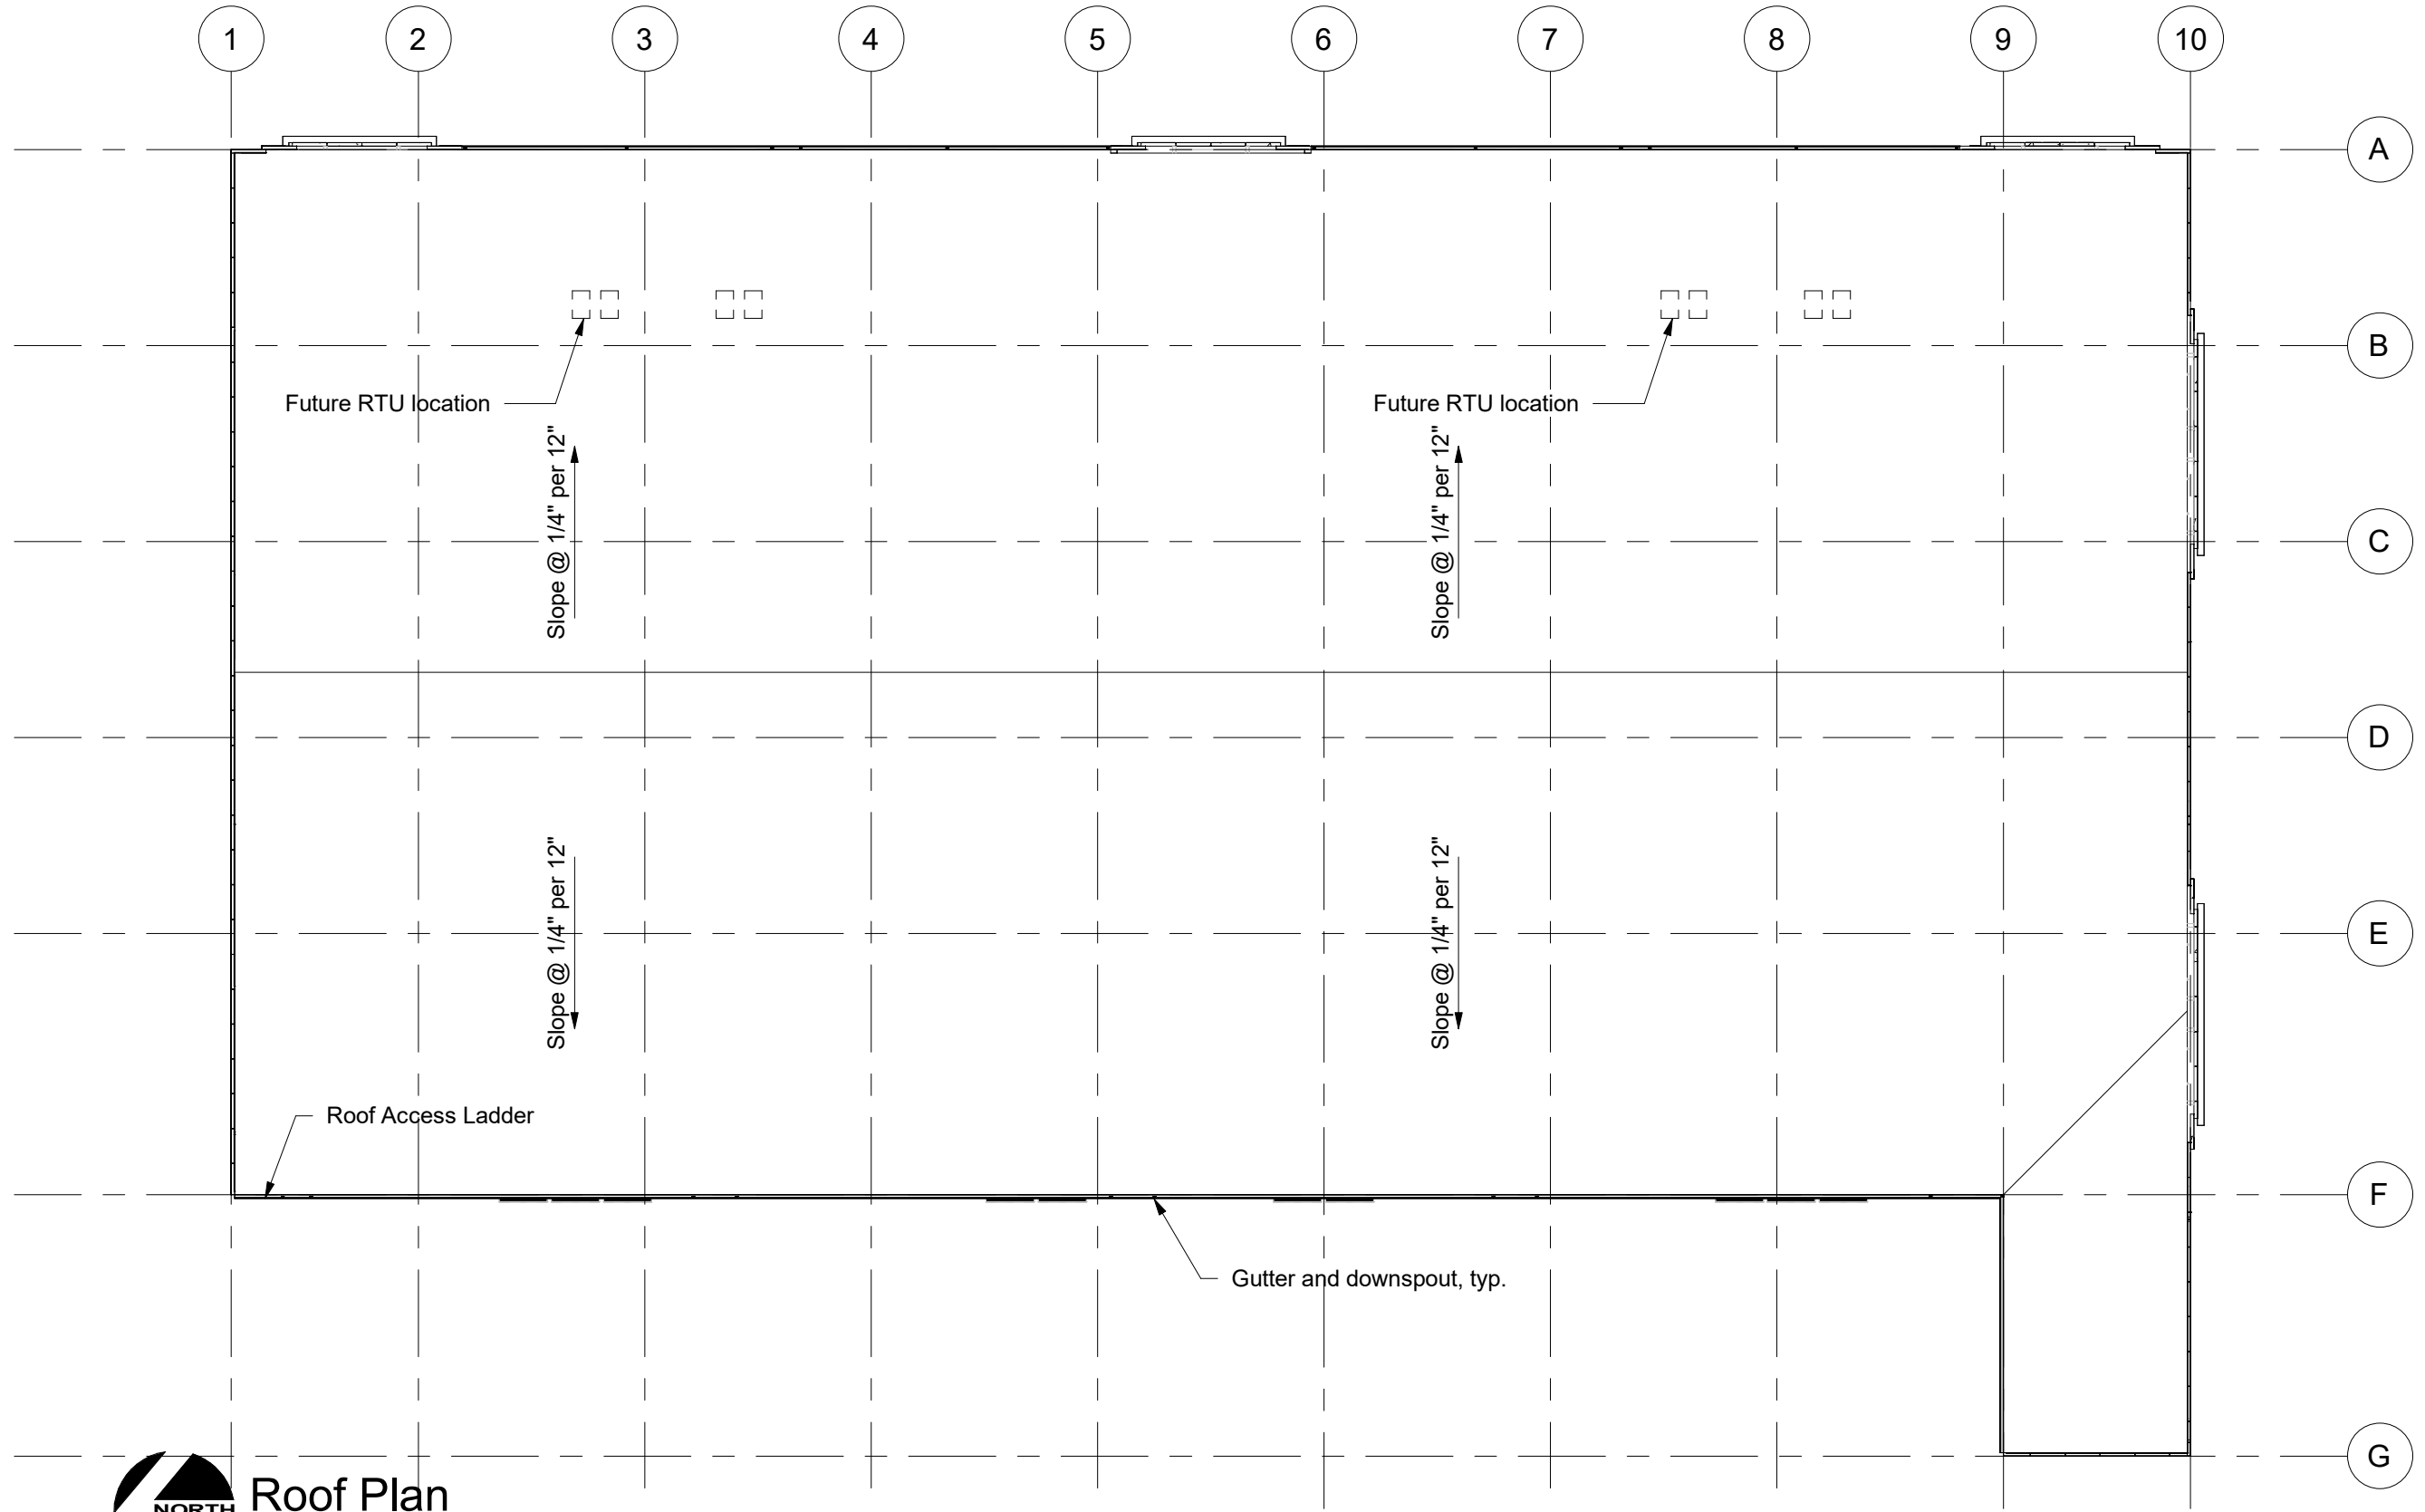 1 2 3 4 5 6 7 8 9 10
A
B
Future RTU location Future RTU location
Slope @ 1/4" per 12" Slope @ 1/4" per 12"
C
D
Slope @ 1/4" per 12" Slope @ 1/4" per 12"
E
Roof Access Ladder
F
Gutter and downspout, typ.
G
NORTH
Roof Plan